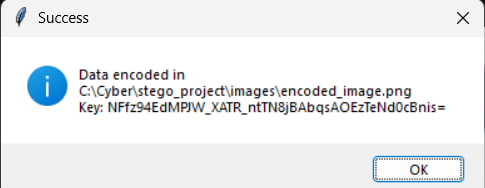 Success
Data encoded in
C:\Cyber\stego_project\images\encoded_image.png
Key: NFfz94EdMPJW_XATR_ntTN8jBAbqsAOEzTeNd0cBnis=
OK